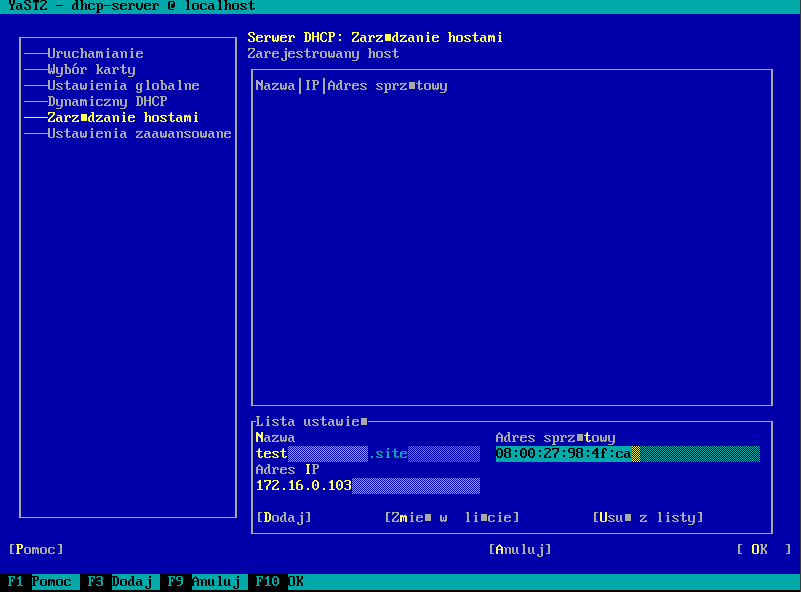 YaST2 - dhcp-server @ localhost
Serwer DHCP: Zarz■dzanie hostami
Zarejestrowany host
Uruchamianie
Wybór karty
Ustawienia globalne
Dynamiczny DHCP
Zarz■dzanie hostami
Ustawienia zaawansowane
Nazwa|IP|Adres sprz■towy
Lista ustawie■
Nazwa Adres sprz■towy
test .site 08:00:27:98:4f:ca
Adres IP
172.16.0.103
[Dodaj] [Zmie■ w li■cie] [Usu■ z listy]
[Pomoc] [Anuluj] [ OK ]
F1 Pomoc F3 Dodaj F9 Anuluj F10 OK